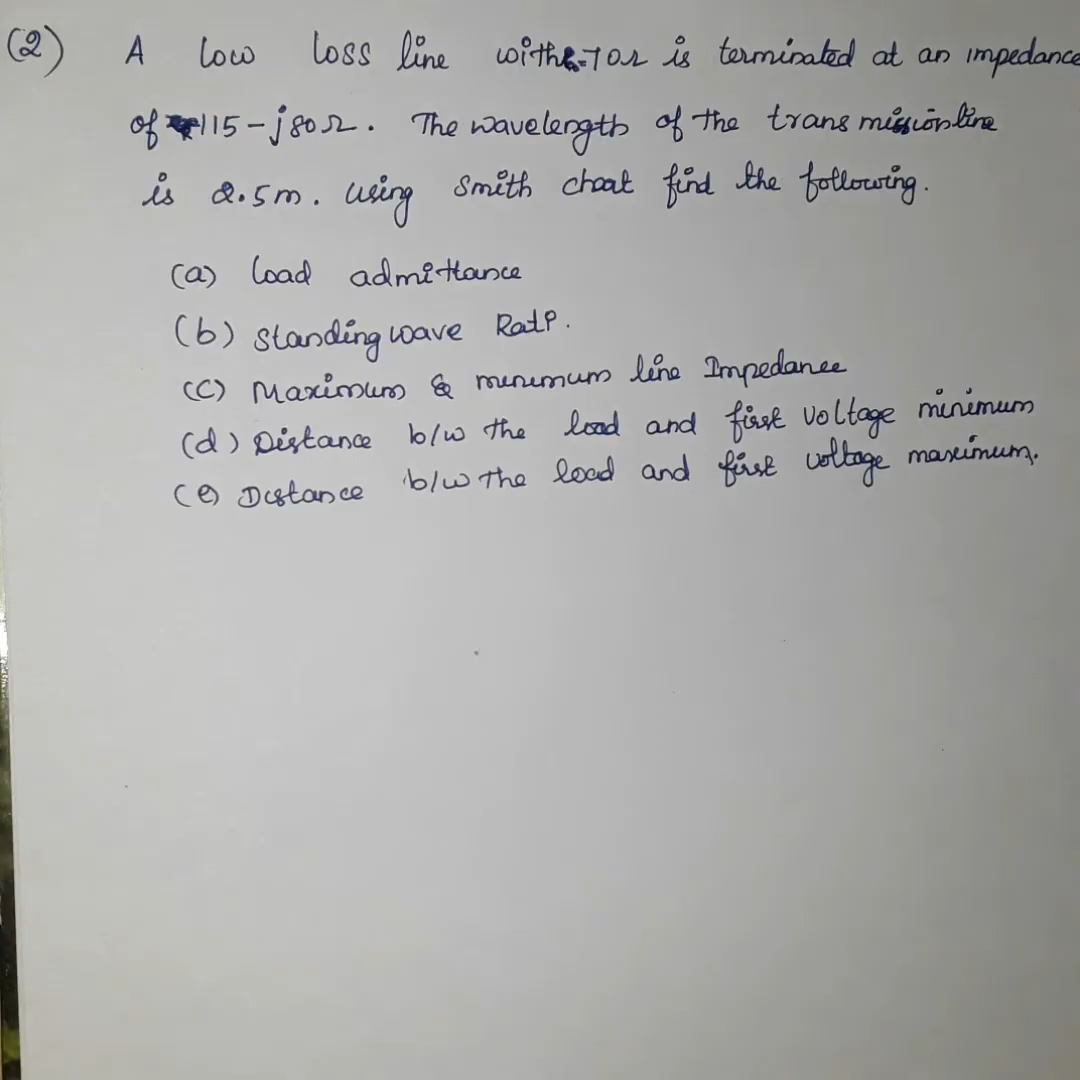 (2) A low loss line with R₀=70Ω is terminated at an impedance
of 115-j80Ω. The wavelength of the transmission line
is 2.5m. using smith chart find the following.
(a) load admittance
(b) standing wave Ratio.
(c) Maximum & minimum line Impedance
(d) Distance b/w the load and first voltage minimum
(e) Distance b/w the load and first voltage maximum.